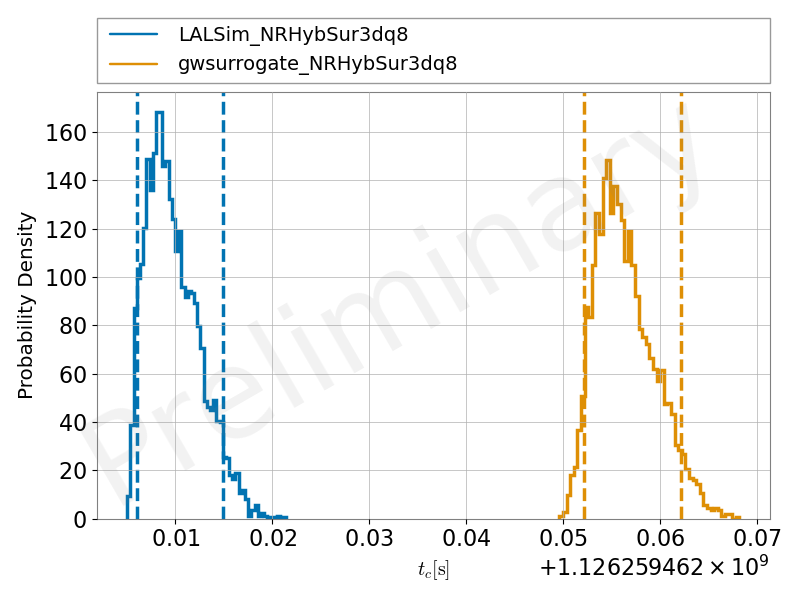 LALSim_NRHybSur3dq8
gwsurrogate_NRHybSur3dq8
160
140
120
100
80
60
40
20
0
Probability Density
Preliminary
0.01 0.02 0.03 0.04 0.05 0.06 0.07
t_c[s]
+1.126259462 × 10⁹